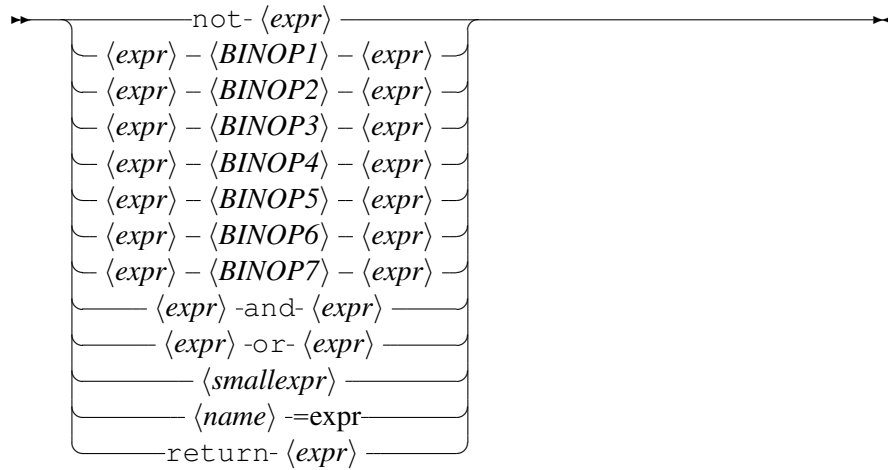 not ⟨expr⟩
⟨expr⟩ ⟨BINOP1⟩ ⟨expr⟩
⟨expr⟩ ⟨BINOP2⟩ ⟨expr⟩
⟨expr⟩ ⟨BINOP3⟩ ⟨expr⟩
⟨expr⟩ ⟨BINOP4⟩ ⟨expr⟩
⟨expr⟩ ⟨BINOP5⟩ ⟨expr⟩
⟨expr⟩ ⟨BINOP6⟩ ⟨expr⟩
⟨expr⟩ ⟨BINOP7⟩ ⟨expr⟩
⟨expr⟩ and ⟨expr⟩
⟨expr⟩ or ⟨expr⟩
⟨smallexpr⟩
⟨name⟩ =expr
return ⟨expr⟩